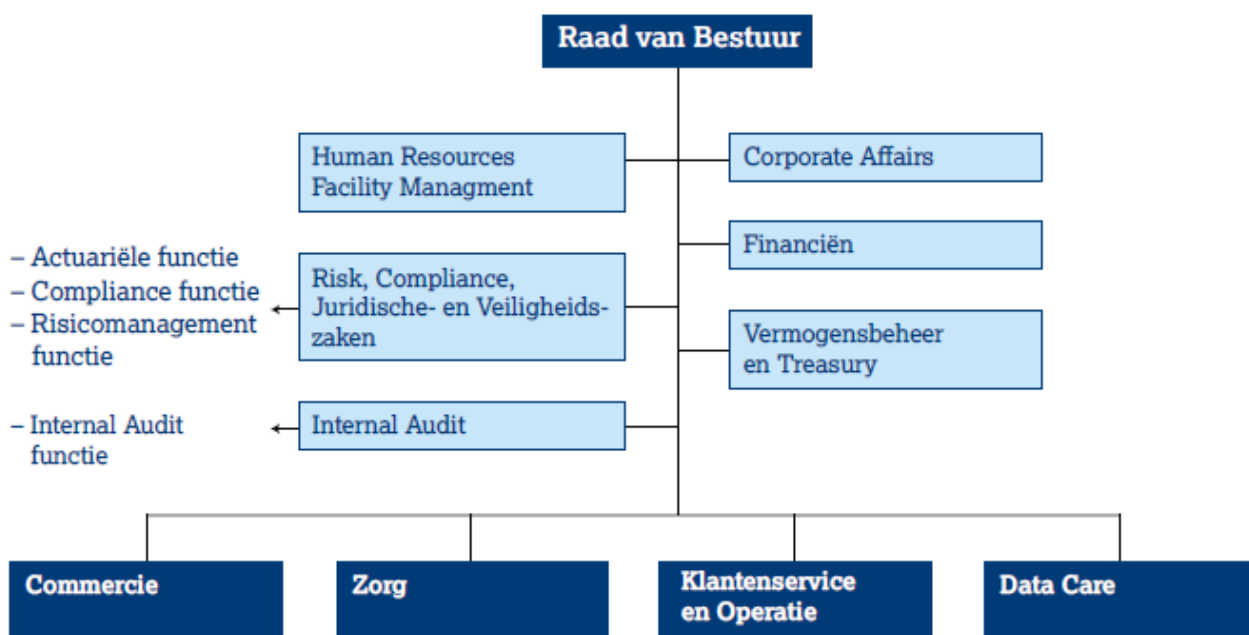 Raad van Bestuur
Human Resources
Facility Managment
Corporate Affairs
Financiën
– Actuariële functie
– Compliance functie
– Risicomanagement
functie
Risk, Compliance,
Juridische- en Veiligheids-
zaken
Vermogensbeheer
en Treasury
– Internal Audit
functie
Internal Audit
Commercie
Zorg
Klantenservice
en Operatie
Data Care